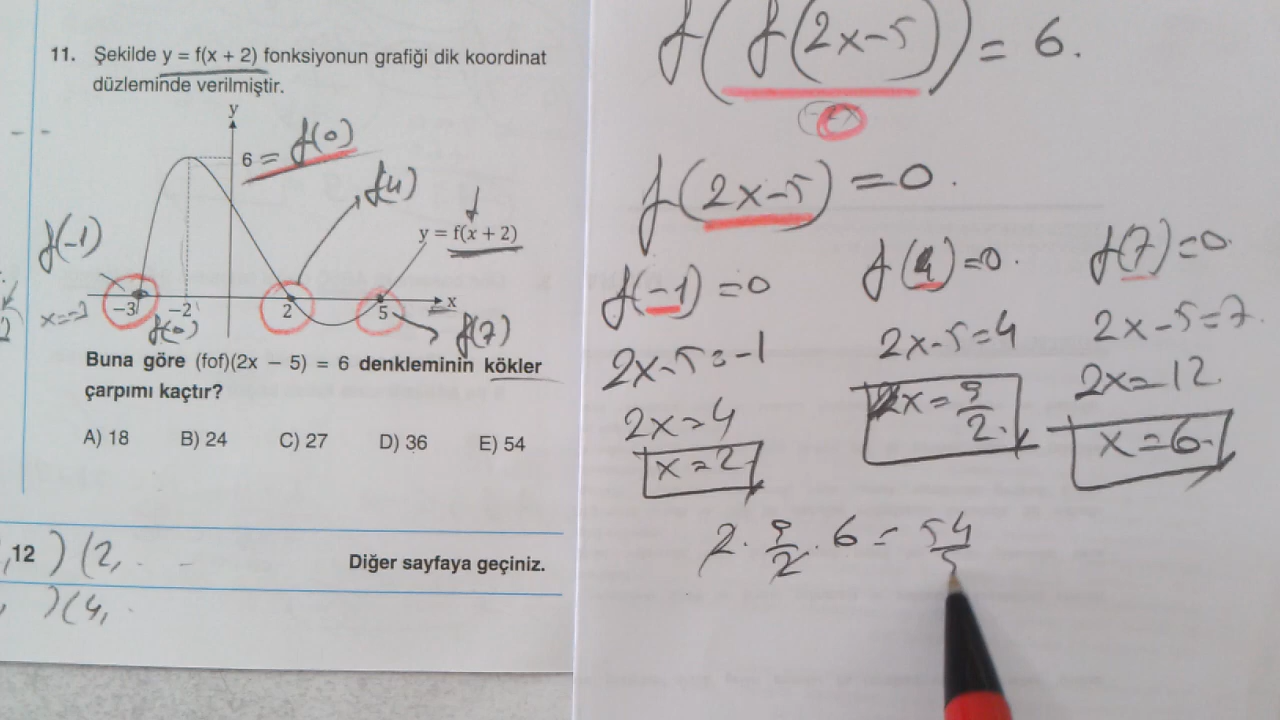 11. Şekilde y = f(x + 2) fonksiyonun grafiği dik koordinat
düzleminde verilmiştir.
y
6 = f(0)
f(4)
y = f(x + 2)
f(-1)
-3
-2
2
5
x
f(0)
f(7)
Buna göre (fof)(2x - 5) = 6 denkleminin kökler
çarpımı kaçtır?
A) 18 B) 24 C) 27 D) 36 E) 54
,12 ) (2,
Diğer sayfaya geçiniz.
) (4,
f(f(2x-5)) = 6.
0
f(2x-5) = 0.
f(-1) = 0
2x-5=-1
2x=4
x=2
f(4)=0.
2x-5=4
x=9/2
f(7)=0.
2x-5=7.
2x=12
x=6
2 . 9/2 . 6 = 54